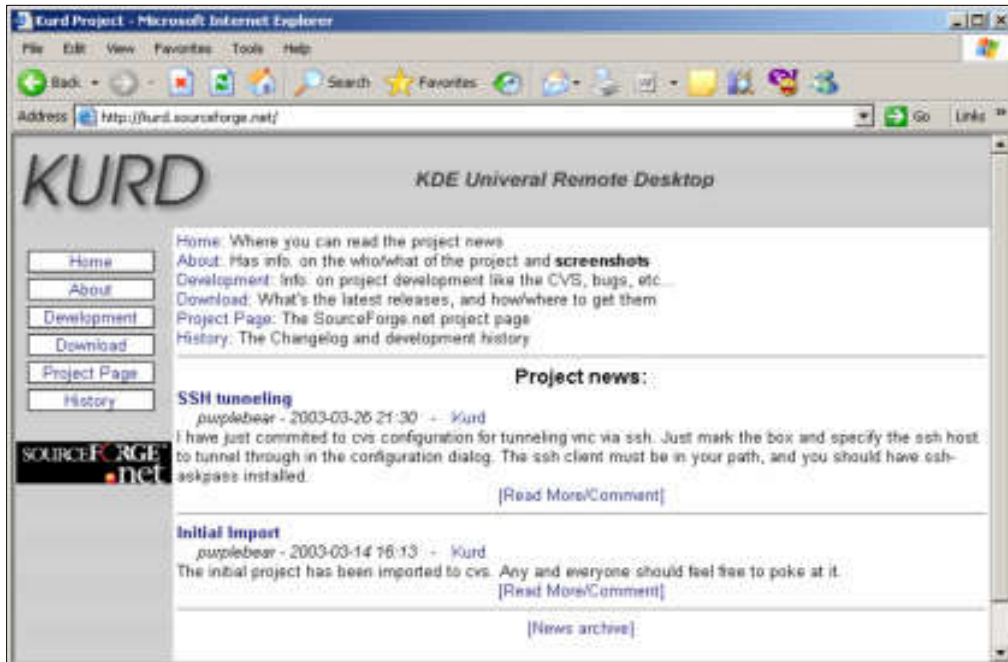 Kurd Project - Microsoft Internet Explorer
File Edit View Favorites Tools Help
Back Search Favorites
Address http://kurd.sourceforge.net/ Go Links »
KURD
KDE Univeral Remote Desktop
Home
About
Development
Download
Project Page
History
SOURCEFORGE
.net
Home: Where you can read the project news
About: Has info. on the who/what of the project and screenshots
Development: Info. on project development like the CVS, bugs, etc...
Download: What's the latest releases, and how/where to get them
Project Page: The SourceForge.net project page
History: The Changelog and development history
Project news:
SSH tunneling
purplebear - 2003-03-26 21:30 - Kurd
I have just commited to cvs configuration for tunneling vnc via ssh. Just mark the box and specify the ssh host
to tunnel through in the configuration dialog. The ssh client must be in your path, and you should have ssh-
askpass installed.
[Read More/Comment]
Initial Import
purplebear - 2003-03-14 16:13 - Kurd
The initial project has been imported to cvs. Any and everyone should feel free to poke at it.
[Read More/Comment]
[News archive]